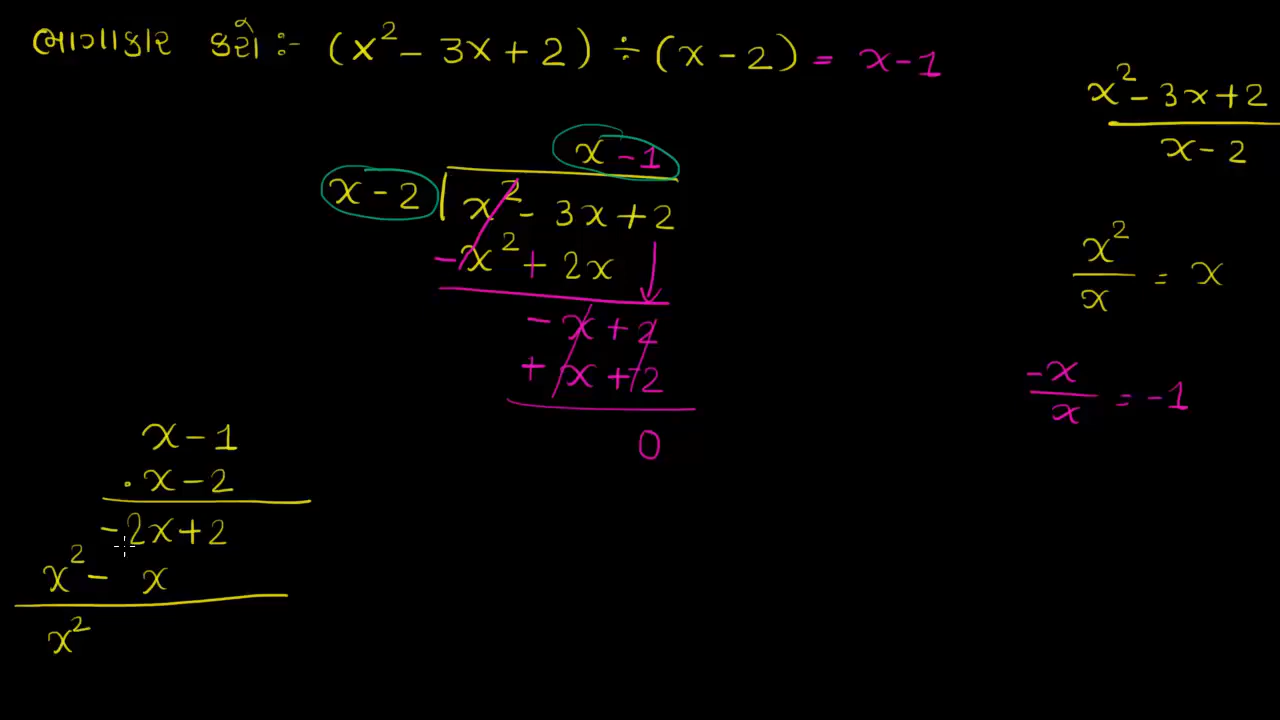 ભાગાકાર કરો :- (x² - 3x + 2) ÷ (x - 2) = x - 1
x² - 3x + 2
x - 2
x - 1
x - 2 x² - 3x + 2
- x² + 2x
- x + 2
+ x + 2
0
x²
x = x
-x
x = -1
x - 1
. x - 2
- 2x + 2
x² - x
x²